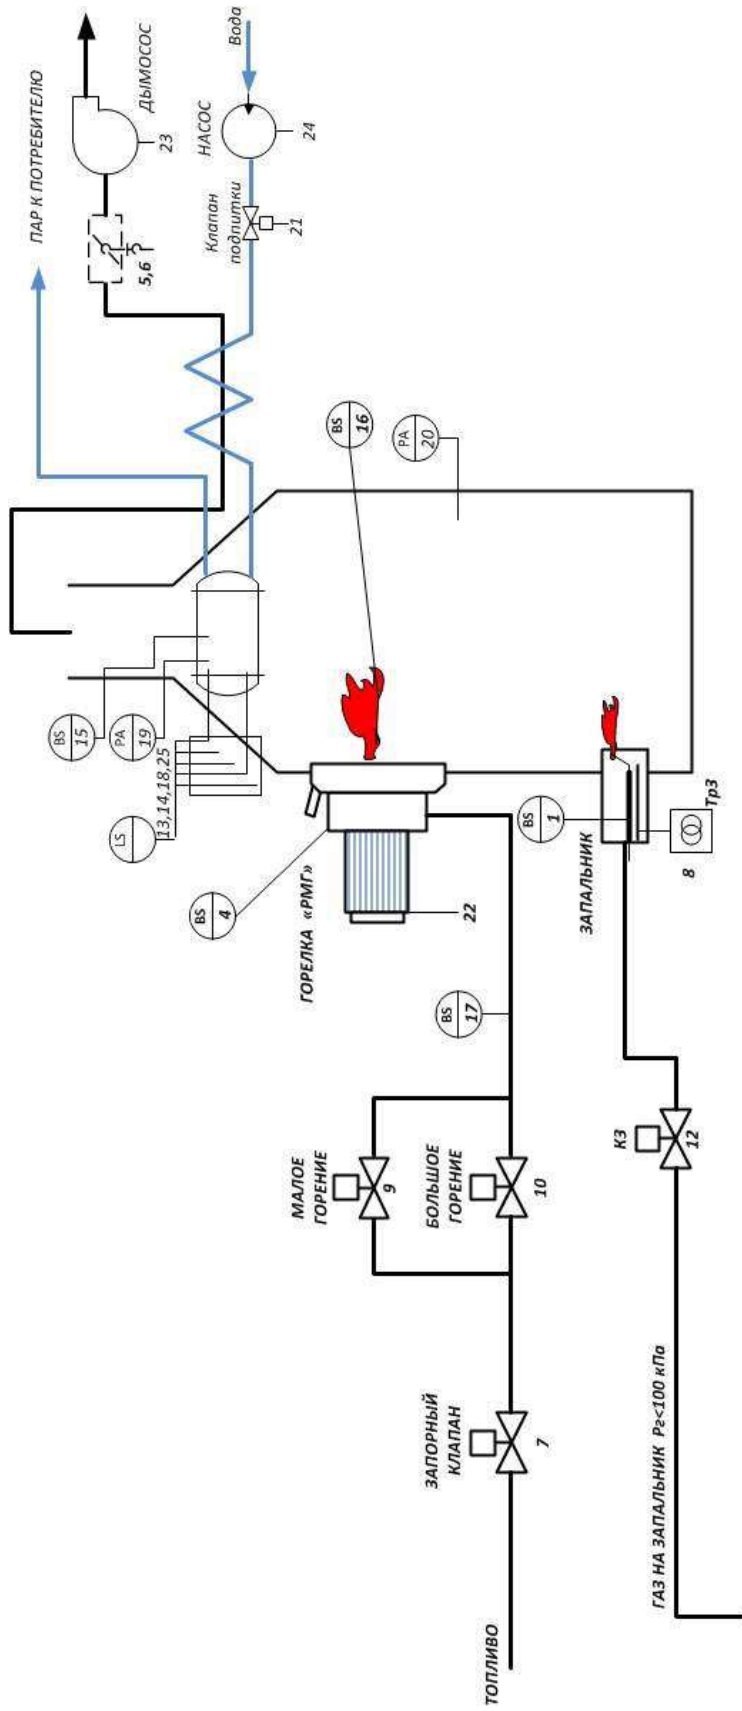 ПАР К ПОТРЕБИТЕЛЮ
BS
15
ДЫМОСОС
23
5,6
LS
13,14,18,25
PA
19
НАСОС
Вода
24
Клапан
подпитки
21
BS
4
ГОРЕЛКА «РМГ»
22
BS
16
PA
20
МАЛОЕ
ГОРЕНИЕ
9
BS
17
БОЛЬШОЕ
ГОРЕНИЕ
10
ЗАПОРНЫЙ
КЛАПАН
7
ТОПЛИВО
BS
1
ЗАПАЛЬНИК
8
ТрЗ
КЗ
12
ГАЗ НА ЗАПАЛЬНИК Рг<100 кПа